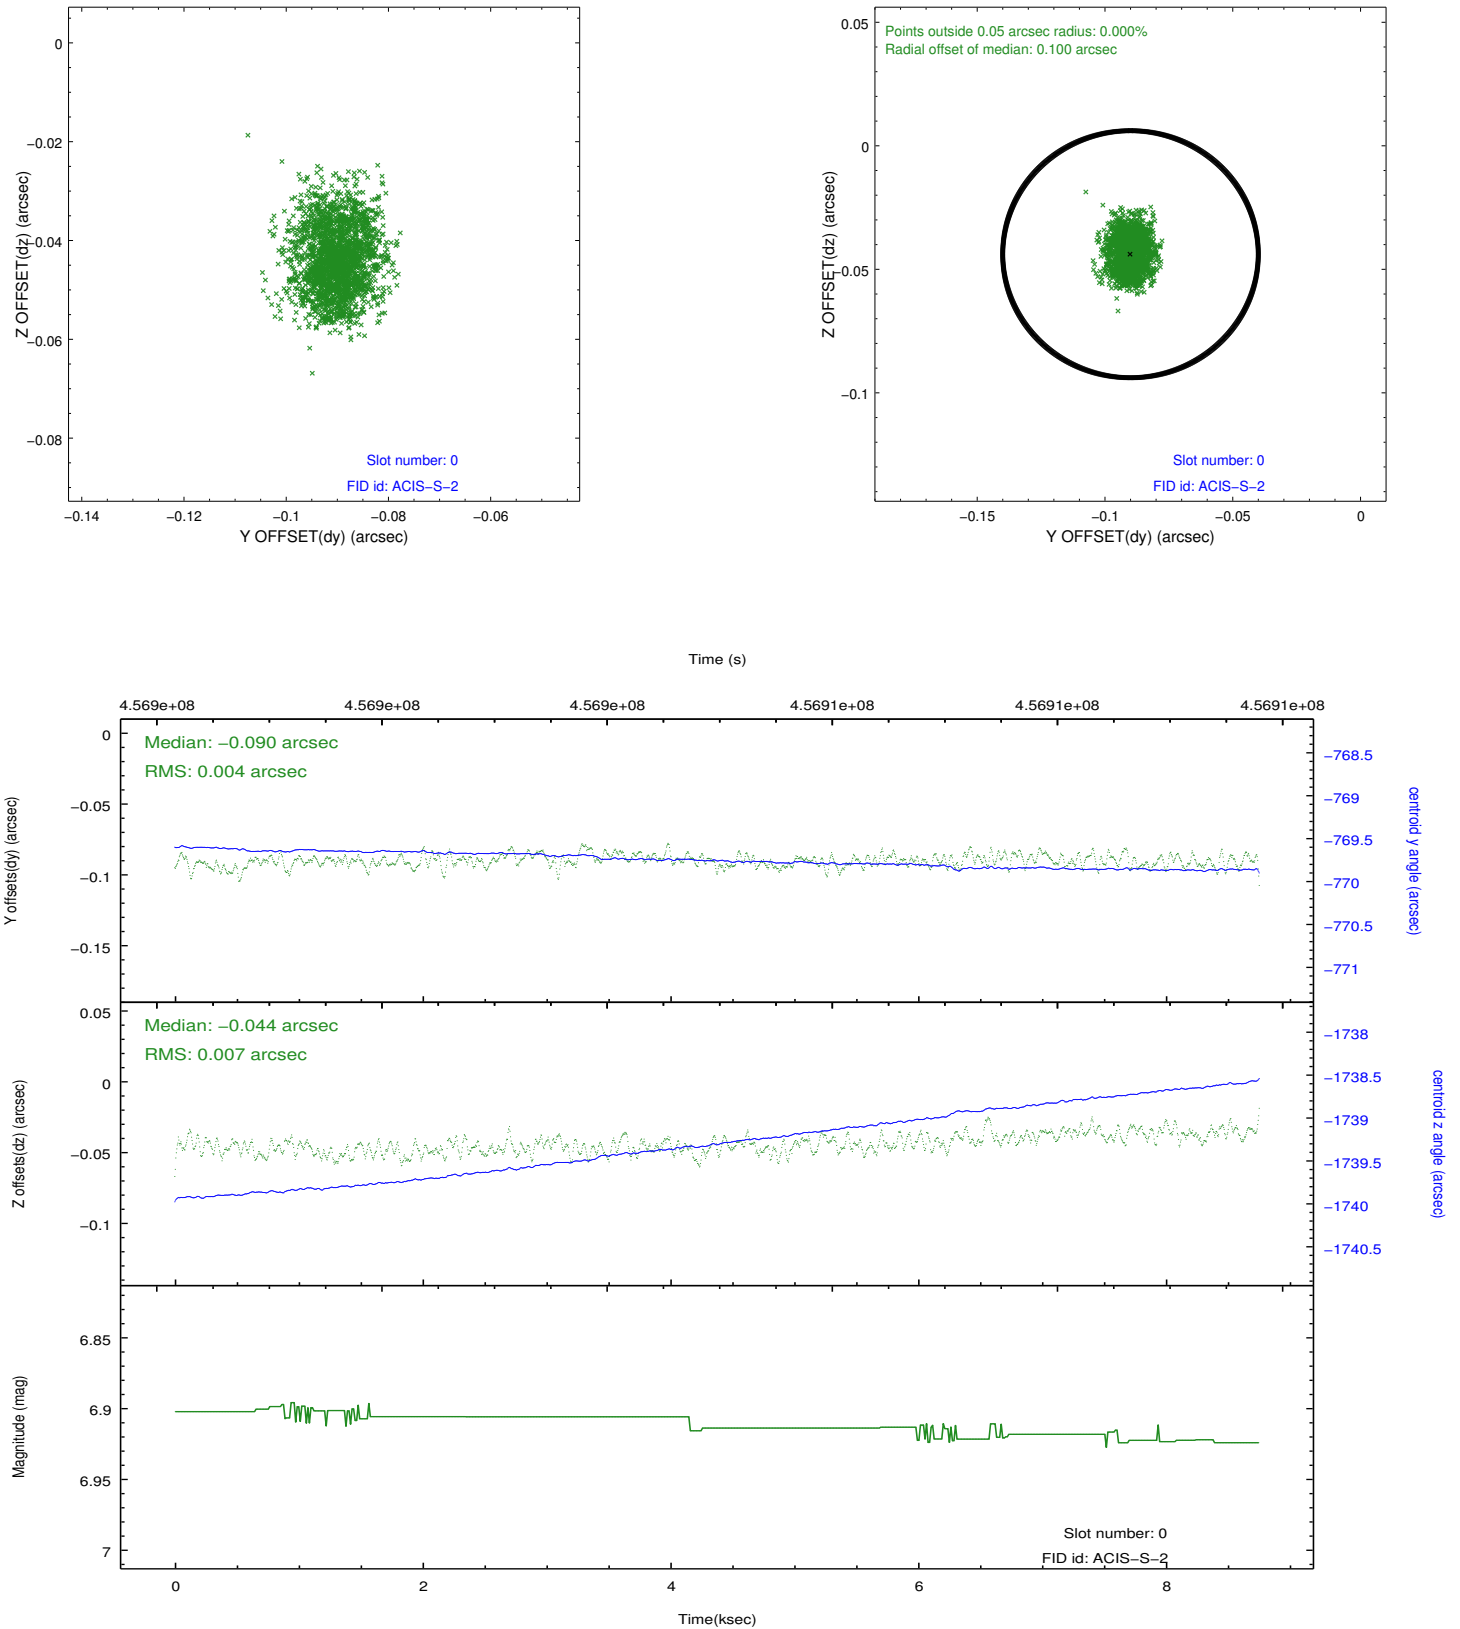 0
−0.02
−0.04
−0.06
−0.08
Z OFFSET(dz) (arcsec)
Slot number: 0
FID id: ACIS−S−2
−0.14 −0.12 −0.1 −0.08 −0.06
Y OFFSET(dy) (arcsec)
Points outside 0.05 arcsec radius: 0.000%
Radial offset of median: 0.100 arcsec
0.05
0
−0.05
−0.1
Z OFFSET(dz) (arcsec)
Slot number: 0
FID id: ACIS−S−2
−0.15 −0.1 −0.05 0
Y OFFSET(dy) (arcsec)
Time (s)
4.569e+08 4.569e+08 4.569e+08 4.5691e+08 4.5691e+08 4.5691e+08
Median: −0.090 arcsec
RMS: 0.004 arcsec
0
−0.05
−0.1
−0.15
Y offsets(dy) (arcsec)
−768.5
−769
−769.5
−770
−770.5
−771
centroid y angle (arcsec)
Median: −0.044 arcsec
RMS: 0.007 arcsec
0.05
0
−0.05
−0.1
Z offsets(dz) (arcsec)
−1738
−1738.5
−1739
−1739.5
−1740
−1740.5
centroid z angle (arcsec)
6.85
6.9
6.95
7
Magnitude (mag)
Slot number: 0
FID id: ACIS−S−2
0 2 4 6 8
Time(ksec)